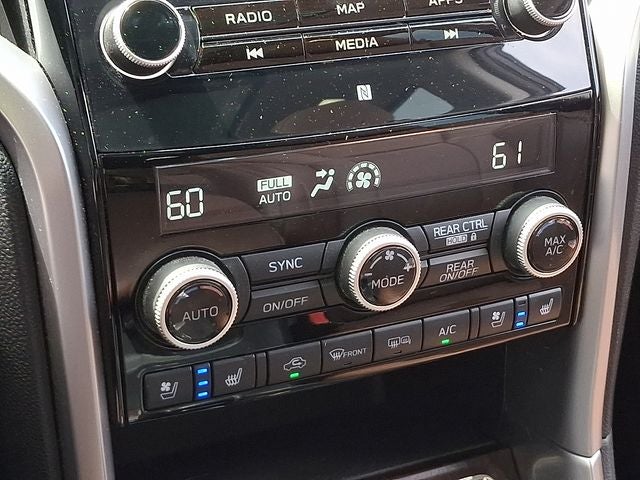 RADIO
MAP
APPS
MEDIA
N
60
FULL
AUTO
61
AUTO
SYNC
ON/OFF
MODE
REAR CTRL
HOLD
REAR
ON/OFF
MAX
A/C
FRONT
A/C